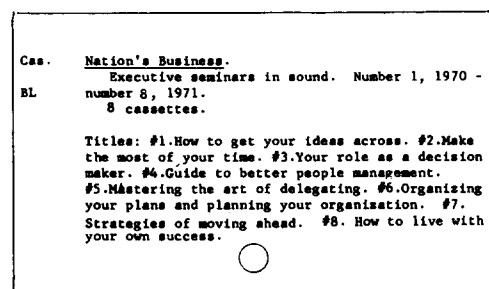 Cas. Nation's Business.
Executive seminars in sound. Number 1, 1970 -
BL number 8, 1971.
8 cassettes.
Titles: #1.How to get your ideas across. #2.Make
the most of your time. #3.Your role as a decision
maker. #4.Guide to better people management.
#5.Mastering the art of delegating. #6.Organizing
your plans and planning your organization. #7.
Strategies of moving ahead. #8. How to live with
your own success.